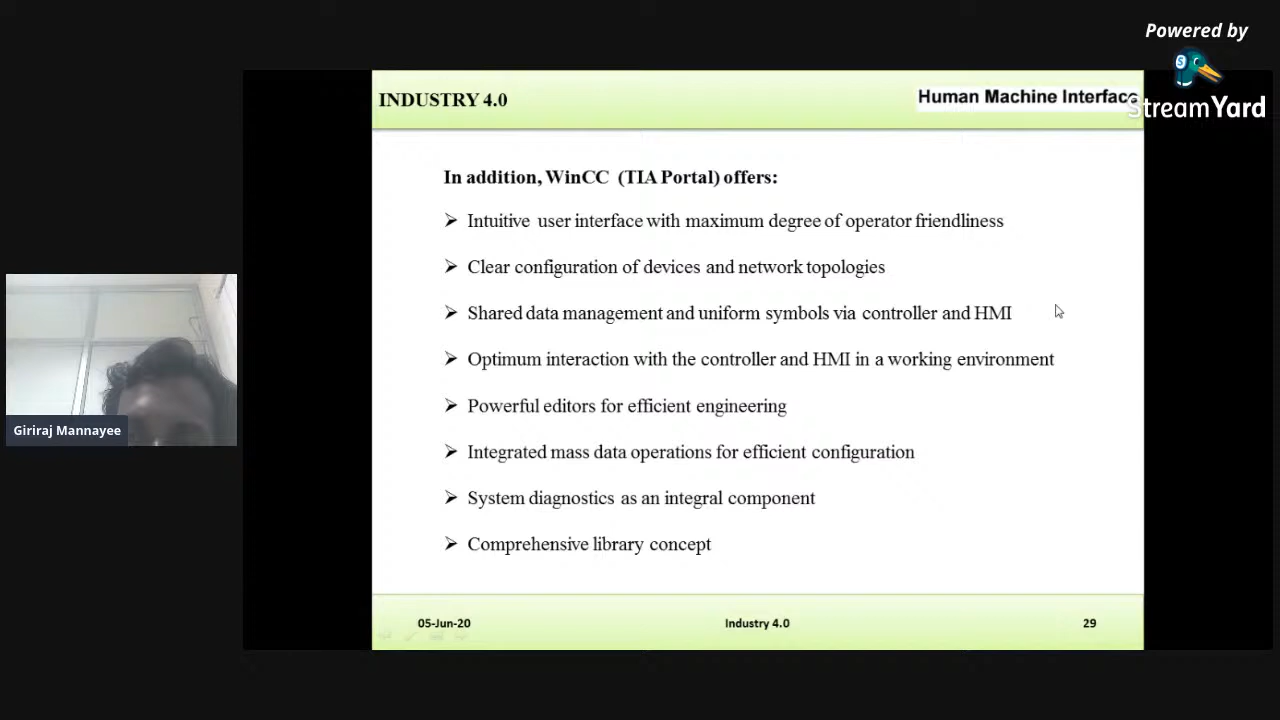 Powered by
StreamYard
INDUSTRY 4.0
Human Machine Interface
In addition, WinCC (TIA Portal) offers:
➢ Intuitive user interface with maximum degree of operator friendliness
➢ Clear configuration of devices and network topologies
➢ Shared data management and uniform symbols via controller and HMI
➢ Optimum interaction with the controller and HMI in a working environment
➢ Powerful editors for efficient engineering
➢ Integrated mass data operations for efficient configuration
➢ System diagnostics as an integral component
➢ Comprehensive library concept
Giriraj Mannayee
05-Jun-20
Industry 4.0
29